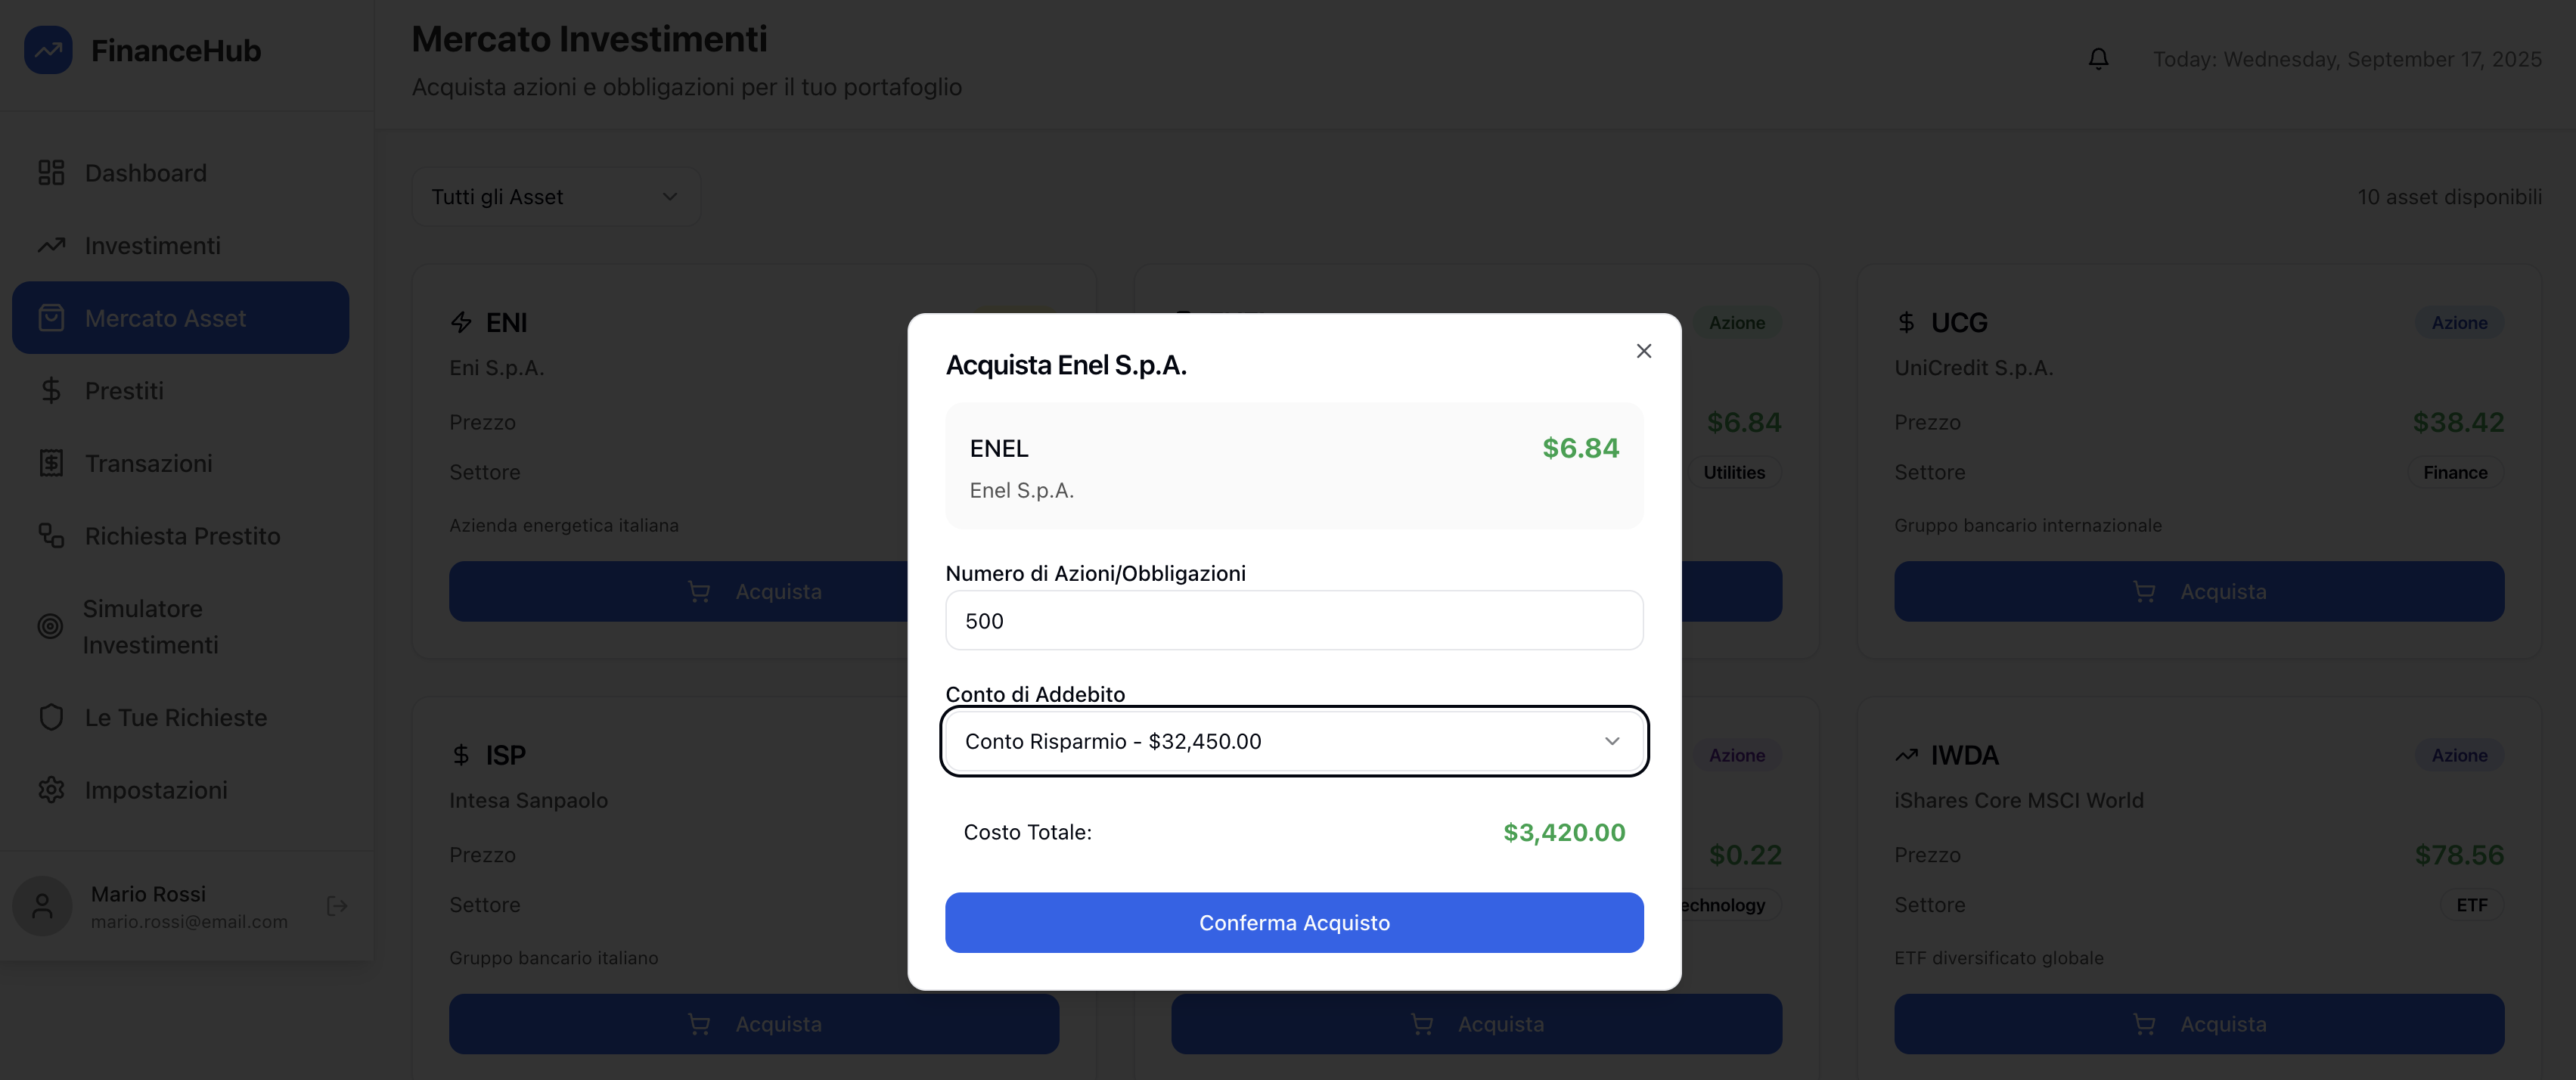 FinanceHub
Dashboard
Investimenti
Mercato Asset
Prestiti
Transazioni
Richiesta Prestito
Simulatore
Investimenti
Le Tue Richieste
Impostazioni
Mario Rossi
mario.rossi@email.com
Mercato Investimenti
Acquista azioni e obbligazioni per il tuo portafoglio
Today: Wednesday, September 17, 2025
Tutti gli Asset
10 asset disponibili
ENI
Eni S.p.A.
Prezzo
Settore
Azienda energetica italiana
Acquista
Azione
$6.84
Utilities
UCG
Azione
UniCredit S.p.A.
Prezzo
$38.42
Settore
Finance
Gruppo bancario internazionale
Acquista
ISP
Intesa Sanpaolo
Prezzo
Settore
Gruppo bancario italiano
Acquista
Azione
$0.22
Acquista
IWDA
Azione
iShares Core MSCI World
Prezzo
$78.56
Settore
ETF
ETF diversificato globale
Acquista
Acquista Enel S.p.A.
ENEL
$6.84
Enel S.p.A.
Numero di Azioni/Obbligazioni
500
Conto di Addebito
Conto Risparmio - $32,450.00
Costo Totale:
$3,420.00
Conferma Acquisto